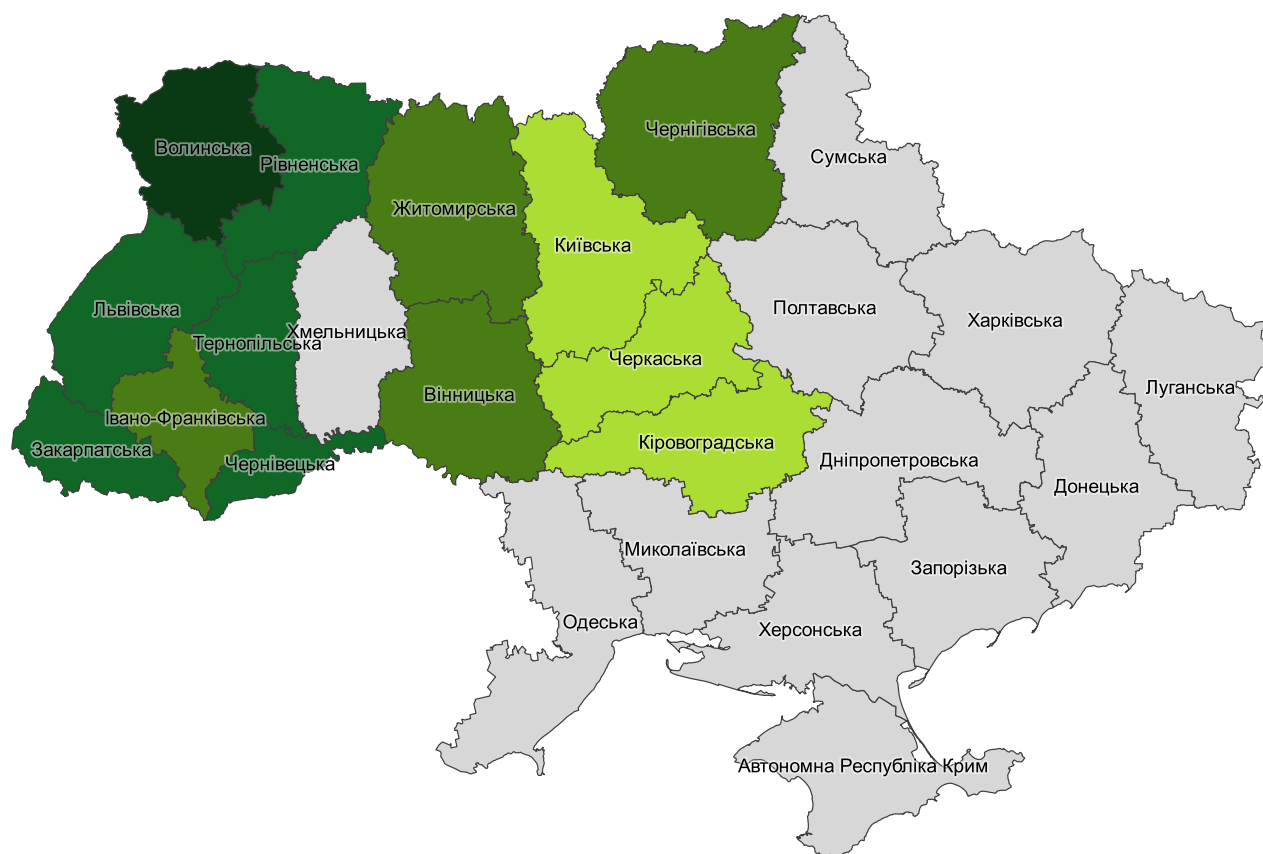 Чернігівська
Волинська
Сумська
Рівненська
Житомирська
Київська
Львівська
Полтавська
Харківська
Хмельницька
Тернопільська
Черкаська
Луганська
Вінницька
Івано-Франківська
Кіровоградська
Закарпатська
Чернівецька
Дніпропетровська
Донецька
Миколаївська
Запорізька
Одеська
Херсонська
Автономна Республіка Крим